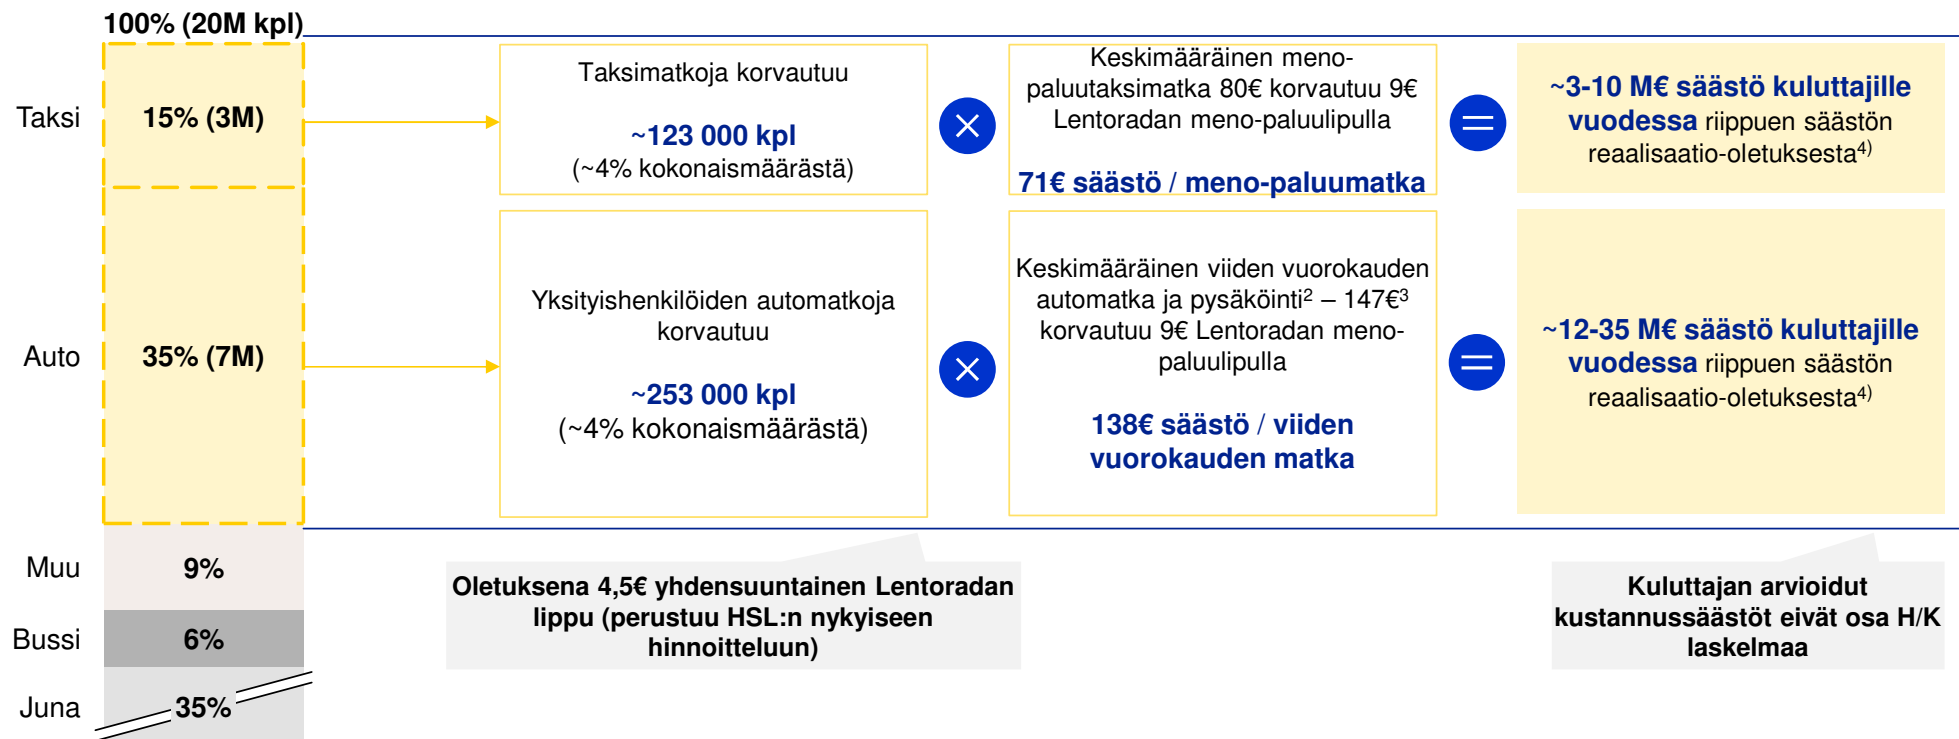 100% (20M kpl)
Taksi
15% (3M)
Taksimatkoja korvautuu
~123 000 kpl
(~4% kokonaismäärästä)
Keskimääräinen meno-
paluutaksimatka 80€ korvautuu 9€
Lentoradan meno-paluulipulla
71€ säästö / meno-paluumatka
~3-10 M€ säästö kuluttajille
vuodessa riippuen säästön
reaalisaatio-oletuksesta4)
Auto
35% (7M)
Yksityishenkilöiden automatkoja
korvautuu
~253 000 kpl
(~4% kokonaismäärästä)
Keskimääräinen viiden vuorokauden
automatka ja pysäköinti2 – 147€3
korvautuu 9€ Lentoradan meno-
paluulipulla
138€ säästö / viiden
vuorokauden matka
~12-35 M€ säästö kuluttajille
vuodessa riippuen säästön
reaalisaatio-oletuksesta4)
Muu
9%
Bussi
6%
Juna
35%
Oletuksena 4,5€ yhdensuuntainen Lentoradan
lippu (perustuu HSL:n nykyiseen
hinnoitteluun)
Kuluttajan arvioidut
kustannussäästöt eivät osa H/K
laskelmaa